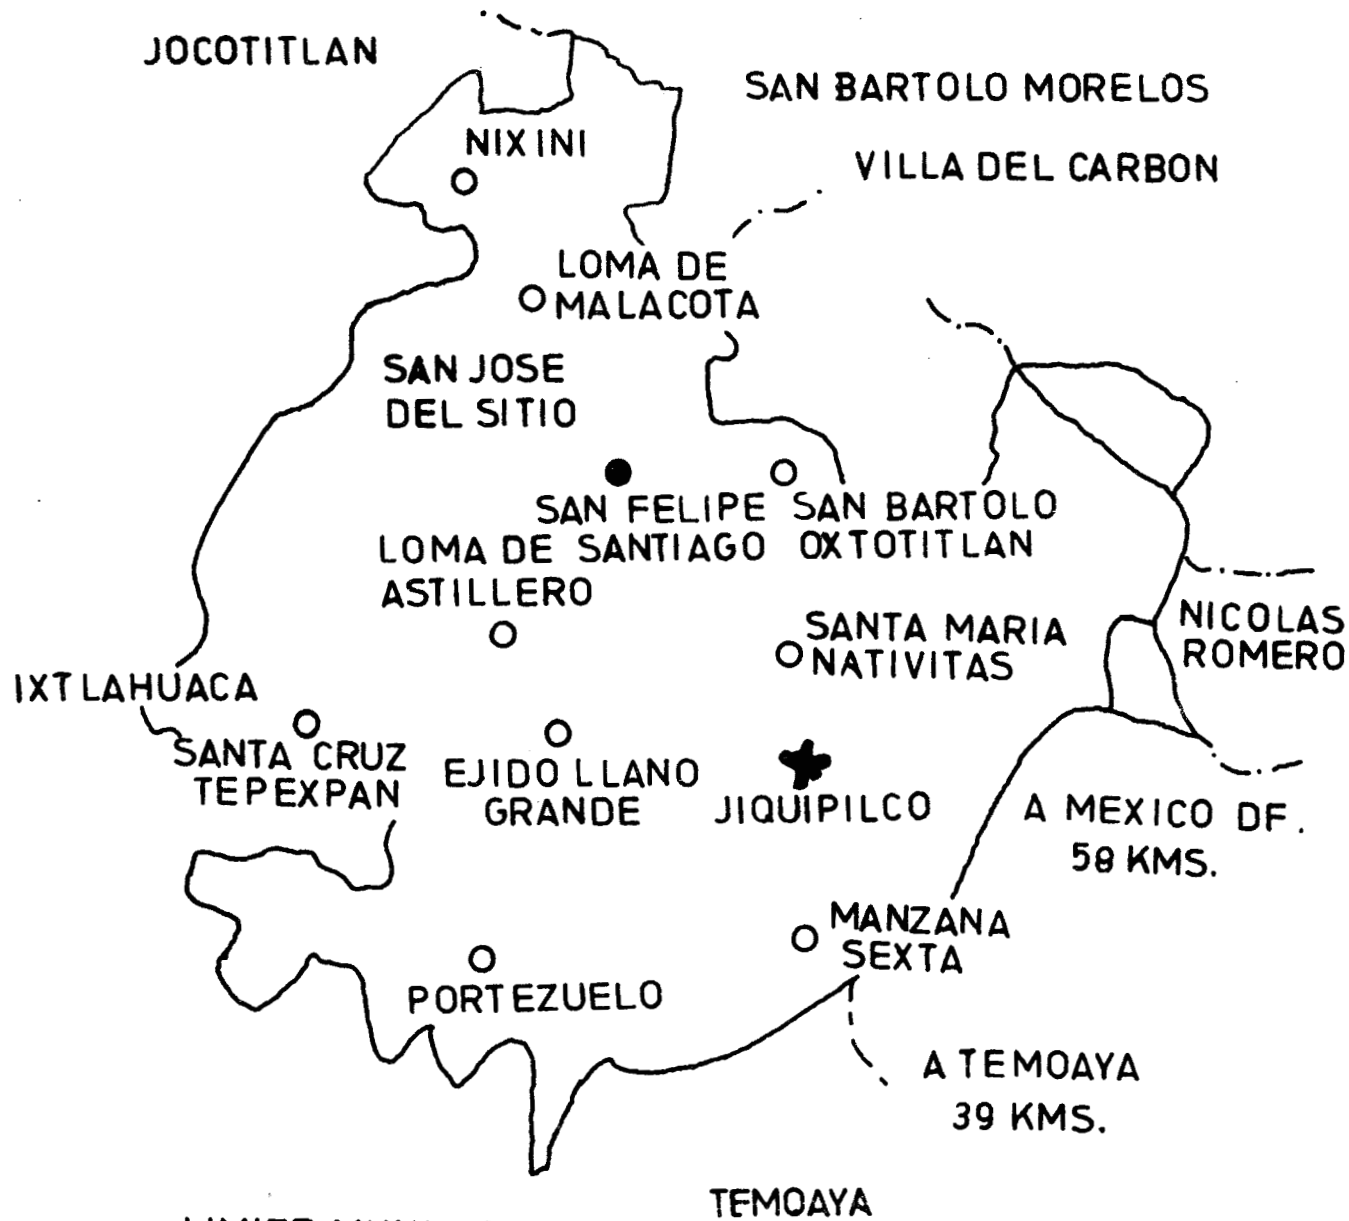 JOCOTITLAN
SAN BARTOLO MORELOS
NIXINI
VILLA DEL CARBON
LOMA DE
MALACOTA
SAN JOSE
DEL SITIO
SAN FELIPE
SANTIAGO
SAN BARTOLO
OXTOTITLAN
LOMA DE
ASTILLERO
NICOLAS
ROMERO
SANTA MARIA
NATIVITAS
IXTLAHUACA
SANTA CRUZ
TEPEXPAN
EJIDO LLANO
GRANDE
JIQUIPILCO
A MEXICO DF.
58 KMS.
MANZANA
SEXTA
PORTEZUELO
A TEMOAYA
39 KMS.
TEMOAYA